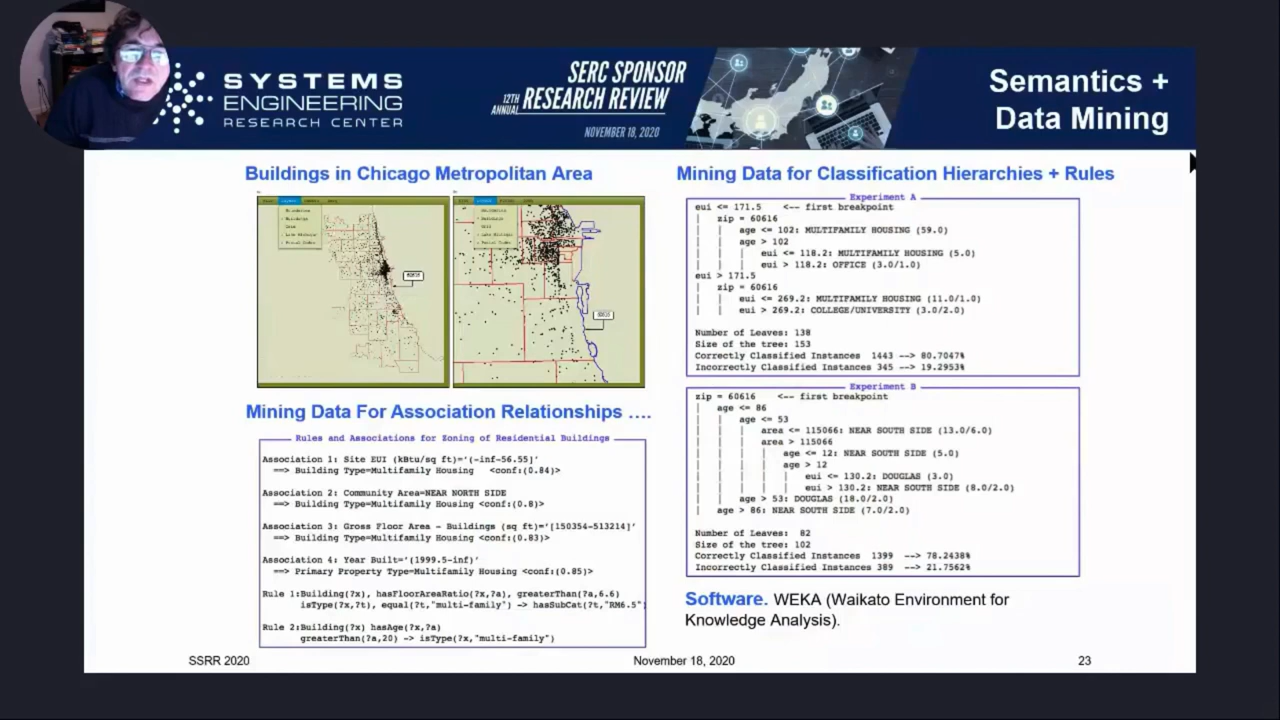 SYSTEMS
ENGINEERING
RESEARCH CENTER
12TH ANNUAL
SERC SPONSOR
RESEARCH REVIEW
NOVEMBER 18, 2020
Semantics +
Data Mining
Buildings in Chicago Metropolitan Area
60616
60616
Mining Data For Association Relationships ....
Rules and Associations for Zoning of Residential Buildings
Association 1: Site EUI (kBtu/sq ft)='(-inf-56.55]'
==> Building Type=Multifamily Housing <conf:(0.84)>
Association 2: Community Area=NEAR NORTH SIDE
==> Building Type=Multifamily Housing <conf:(0.8)>
Association 3: Gross Floor Area - Buildings (sq ft)='[150354-513214]'
==> Building Type=Multifamily Housing <conf:(0.83)>
Association 4: Year Built='(1999.5-inf)'
==> Primary Property Type=Multifamily Housing <conf:(0.85)>
Rule 1:Building(?x), hasFloorAreaRatio(?x,?a), greaterThan(?a,6.6)
isType(?x,?t), equal(?t,"multi-family") -> hasSubCat(?t,"RM6.5")
Rule 2:Building(?x) hasAge(?x,?a)
greaterThan(?a,20) -> isType(?x,"multi-family")
Mining Data for Classification Hierarchies + Rules
Experiment A
eui <= 171.5 <-- first breakpoint
| zip = 60616
| | age <= 102: MULTIFAMILY HOUSING (59.0)
| | age > 102
| | | eui <= 118.2: MULTIFAMILY HOUSING (5.0)
| | | eui > 118.2: OFFICE (3.0/1.0)
eui > 171.5
| zip = 60616
| | eui <= 269.2: MULTIFAMILY HOUSING (11.0/1.0)
| | eui > 269.2: COLLEGE/UNIVERSITY (3.0/2.0)
Number of Leaves: 138
Size of the tree: 153
Correctly Classified Instances 1443 --> 80.7047%
Incorrectly Classified Instances 345 --> 19.2953%
Experiment B
zip = 60616 <-- first breakpoint
| age <= 86
| | age <= 53
| | | area <= 115066: NEAR SOUTH SIDE (13.0/6.0)
| | | area > 115066
| | | | age <= 12: NEAR SOUTH SIDE (5.0)
| | | | age > 12
| | | | | eui <= 130.2: DOUGLAS (3.0)
| | | | | eui > 130.2: NEAR SOUTH SIDE (8.0/2.0)
| | age > 53: DOUGLAS (18.0/2.0)
| age > 86: NEAR SOUTH SIDE (7.0/2.0)
Number of Leaves: 82
Size of the tree: 102
Correctly Classified Instances 1399 --> 78.2438%
Incorrectly Classified Instances 389 --> 21.7562%
Software. WEKA (Waikato Environment for
Knowledge Analysis).
SSRR 2020
November 18, 2020
23